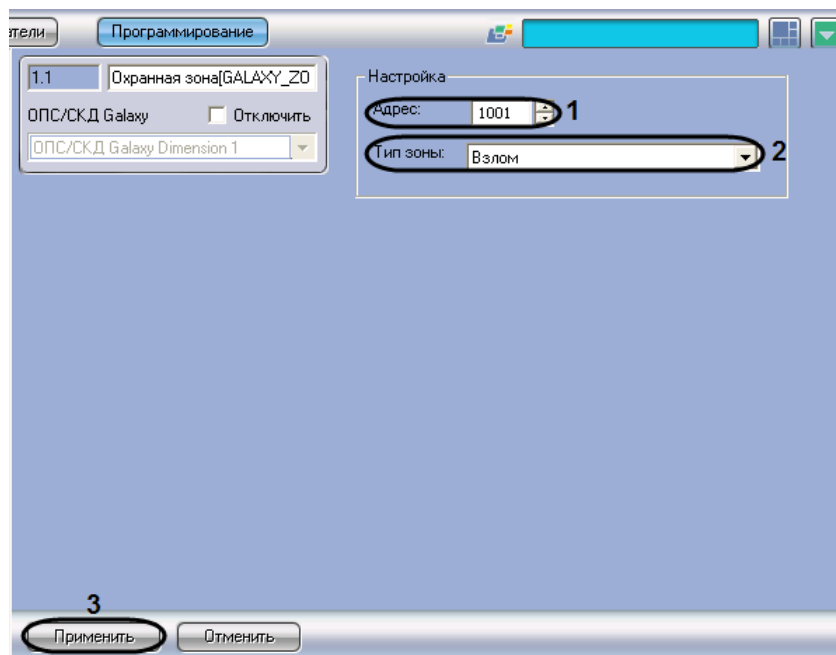 тели Программирование
1.1 Охранная зона[GALAXY_ZO
ОПС/СКД Galaxy Отключить
ОПС/СКД Galaxy Dimension 1
Настройка
Адрес: 1001 1
Тип зоны: Взлом 2
3
Применить Отменить